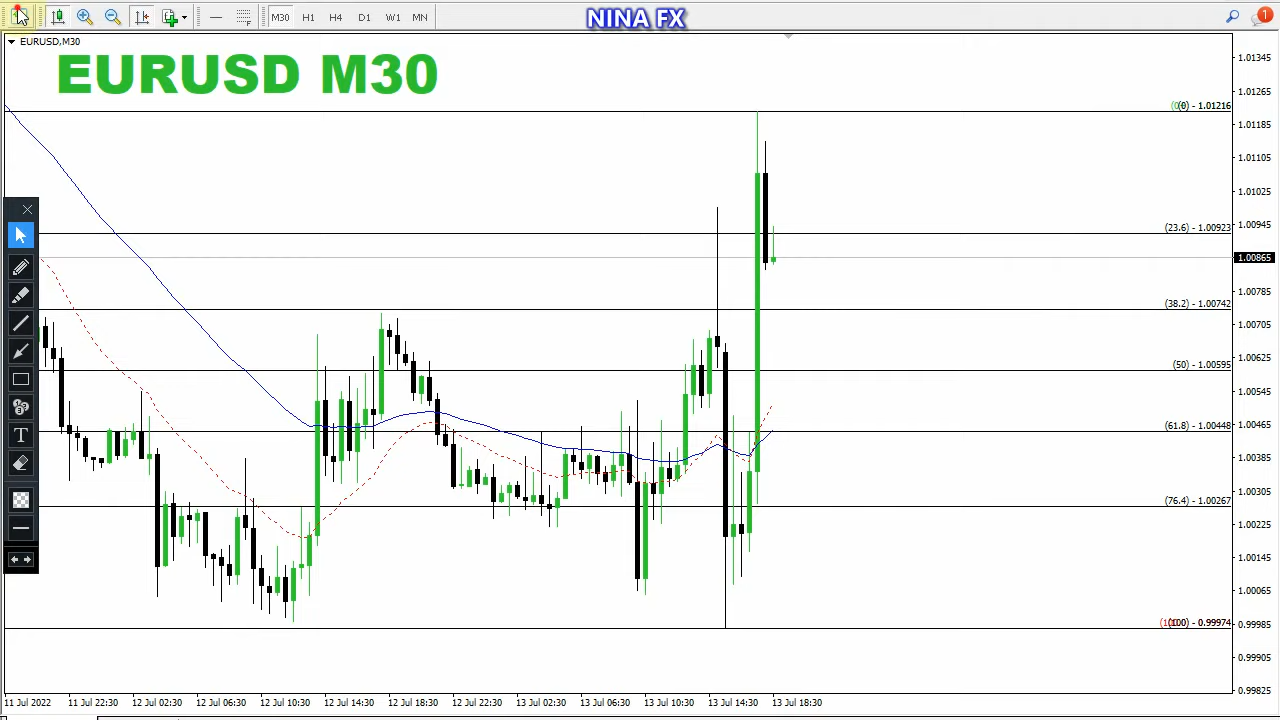 M30 H1 H4 D1 W1 MN NINA FX 1
EURUSD,M30
EURUSD M30
1.01345
1.01265
(0) - 1.01216
1.01185
1.01105
1.01025
(23.6) - 1.00923
1.00945
1.00865
(38.2) - 1.00742
1.00785
1.00705
(50) - 1.00595
1.00625
1.00545
(61.8) - 1.00448
1.00465
1.00385
(76.4) - 1.00267
1.00305
1.00225
1.00145
1.00065
(100) - 0.99974
0.99985
0.99905
0.99825
T
11 Jul 2022 11 Jul 22:30 12 Jul 02:30 12 Jul 06:30 12 Jul 10:30 12 Jul 14:30 12 Jul 18:30 12 Jul 22:30 13 Jul 02:30 13 Jul 06:30 13 Jul 10:30 13 Jul 14:30 13 Jul 18:30